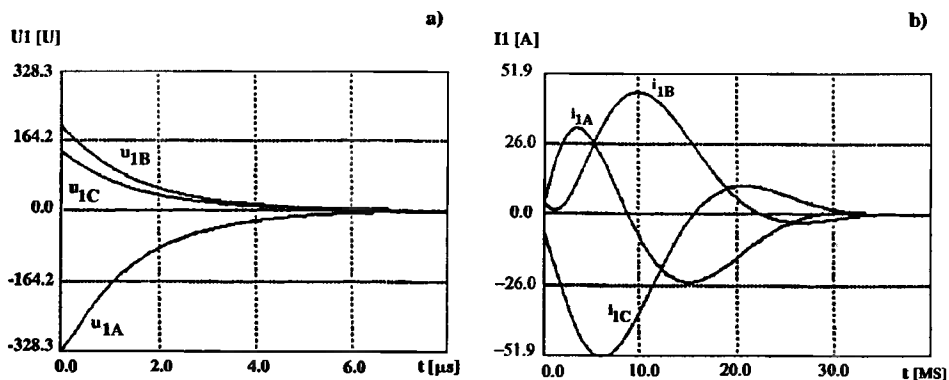 a)
U1 [U]
328.3
164.2
0.0
-164.2
-328.3
u1B
u1C
u1A
0.0 2.0 4.0 6.0 t [μs]
b)
I1 [A]
51.9
26.0
0.0
-26.0
-51.9
i1B
i1A
i1C
0.0 10.0 20.0 30.0 t [MS]